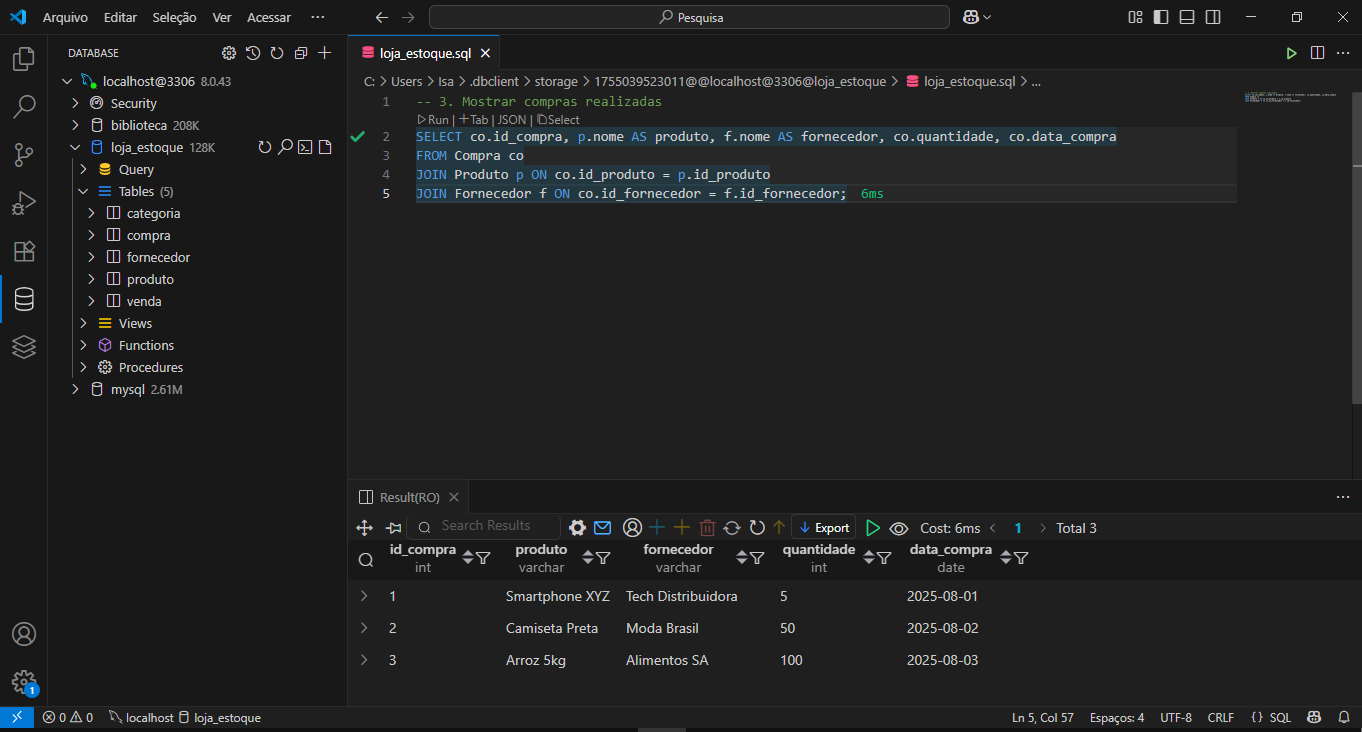 Arquivo Editar Seleção Ver Acessar ··· Pesquisa
DATABASE
localhost@3306 8.0.43
Security
biblioteca 208K
loja_estoque 128K
Query
Tables (5)
categoria
compra
fornecedor
produto
venda
Views
Functions
Procedures
mysql 2.61M
loja_estoque.sql
C: > Users > Isa > .dbclient > storage > 1755039523011@@localhost@3306@loja_estoque > loja_estoque.sql > ...
1 -- 3. Mostrar compras realizadas
Run | +Tab | JSON | Select
2 SELECT co.id_compra, p.nome AS produto, f.nome AS fornecedor, co.quantidade, co.data_compra
3 FROM Compra co
4 JOIN Produto p ON co.id_produto = p.id_produto
5 JOIN Fornecedor f ON co.id_fornecedor = f.id_fornecedor; 6ms
Result(RO)
Search Results Export Cost: 6ms < 1 > Total 3
id_compra produto fornecedor quantidade data_compra
int varchar varchar int date
1 Smartphone XYZ Tech Distribuidora 5 2025-08-01
2 Camiseta Preta Moda Brasil 50 2025-08-02
3 Arroz 5kg Alimentos SA 100 2025-08-03
1
0 0 localhost loja_estoque Ln 5, Col 57 Espaços: 4 UTF-8 CRLF {} SQL